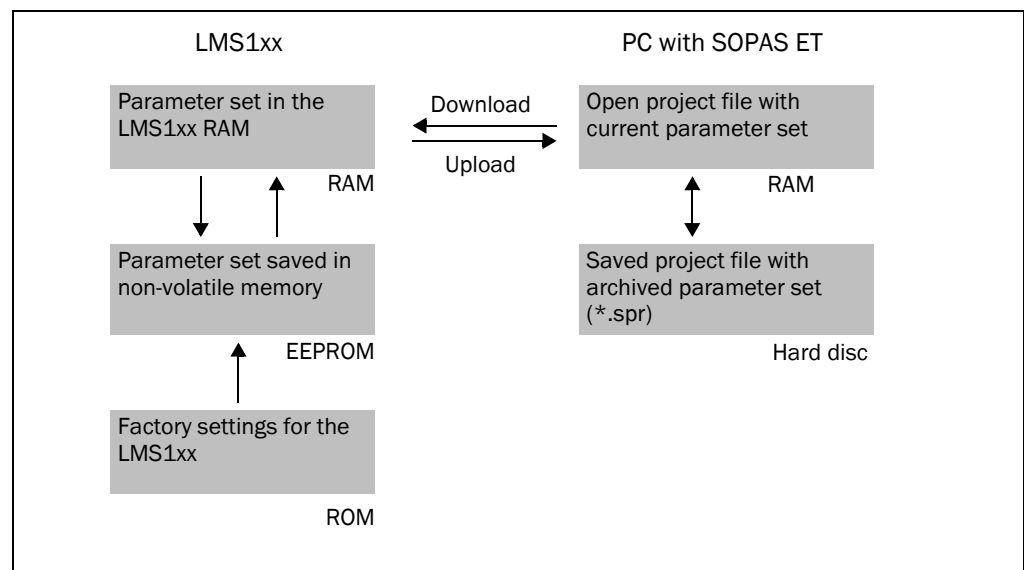 LMS1xx
PC with SOPAS ET
Parameter set in the
LMS1xx RAM
RAM
Download
Upload
Open project file with
current parameter set
RAM
Parameter set saved in
non-volatile memory
EEPROM
Saved project file with
archived parameter set
(*.spr)
Hard disc
Factory settings for the
LMS1xx
ROM